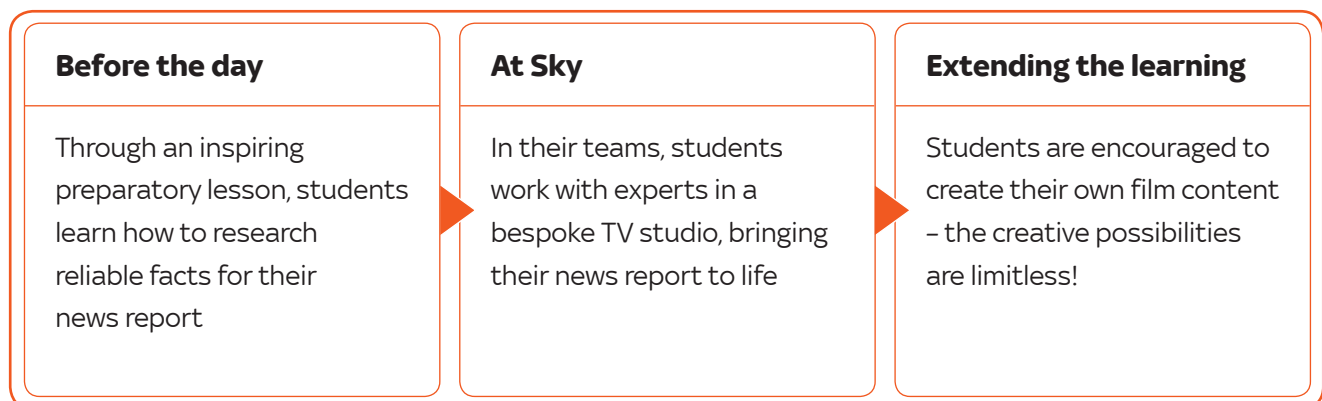 Before the day
Through an inspiring
preparatory lesson, students
learn how to research
reliable facts for their
news report
At Sky
In their teams, students
work with experts in a
bespoke TV studio, bringing
their news report to life
Extending the learning
Students are encouraged to
create their own film content
– the creative possibilities
are limitless!